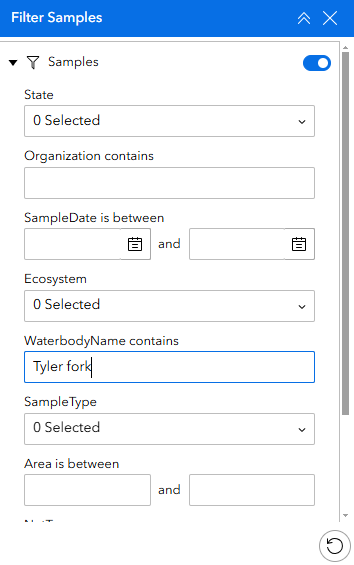 Filter Samples
Samples
State
0 Selected
Organization contains
SampleDate is between
and
Ecosystem
0 Selected
WaterbodyName contains
Tyler fork
SampleType
0 Selected
Area is between
and